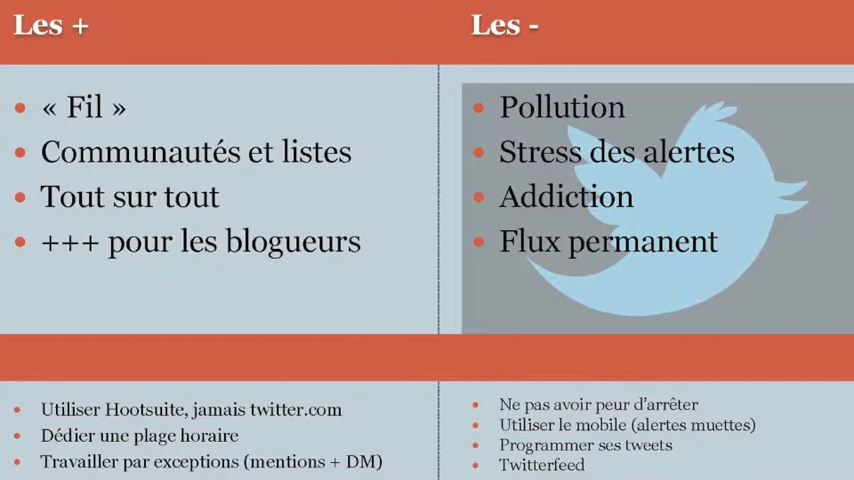 Les +
« Fil »
Communautés et listes
Tout sur tout
+++ pour les blogueurs
Les -
Pollution
Stress des alertes
Addiction
Flux permanent
Utiliser Hootsuite, jamais twitter.com
Dédier une plage horaire
Travailler par exceptions (mentions + DM)
Ne pas avoir peur d’arrêter
Utiliser le mobile (alertes muettes)
Programmer ses tweets
Twitterfeed